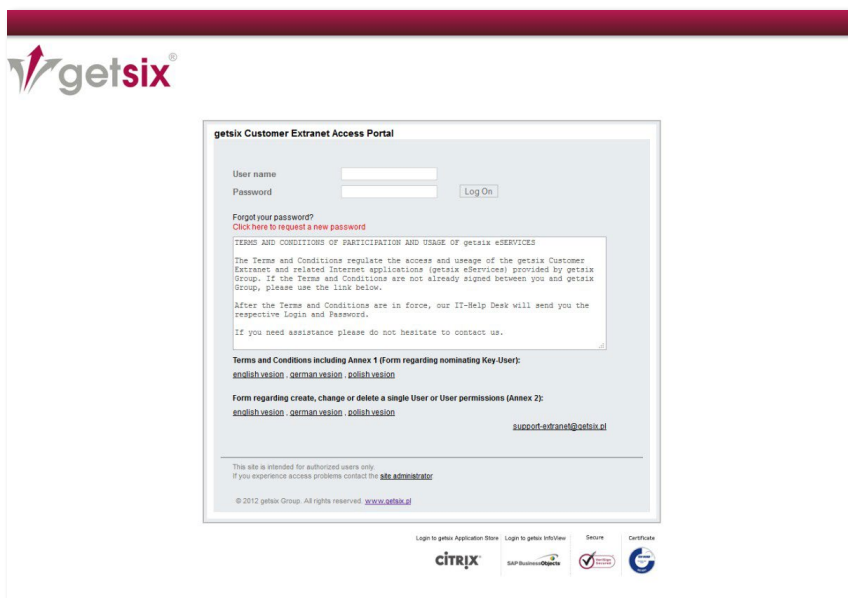 getsix®
getsix Customer Extranet Access Portal
User name
Password
Log On
Forgot your password?
Click here to request a new password
TERMS AND CONDITIONS OF PARTICIPATION AND USAGE OF getsix eSERVICES
The Terms and Conditions regulate the access and useage of the getsix Customer
Extranet and related Internet applications (getsix eServices) provided by getsix
Group. If the Terms and Conditions are not already signed between you and getsix
Group, please use the link below.
After the Terms and Conditions are in force, our IT-Help Desk will send you the
respective Login and Password.
If you need assistance please do not hesitate to contact us.
Terms and Conditions including Annex 1 (Form regarding nominating Key-User):
english vesion , german vesion , polish vesion
Form regarding create, change or delete a single User or User permissions (Annex 2):
english vesion , german vesion , polish vesion
support-extranet@getsix.pl
This site is intended for authorized users only.
If you experience access problems contact the site administrator.
© 2012 getsix Group. All rights reserved. www.getsix.pl
Login to getsix Application Store Login to getsix InfoView Secure Certificate
CITRIX SAP BusinessObjects